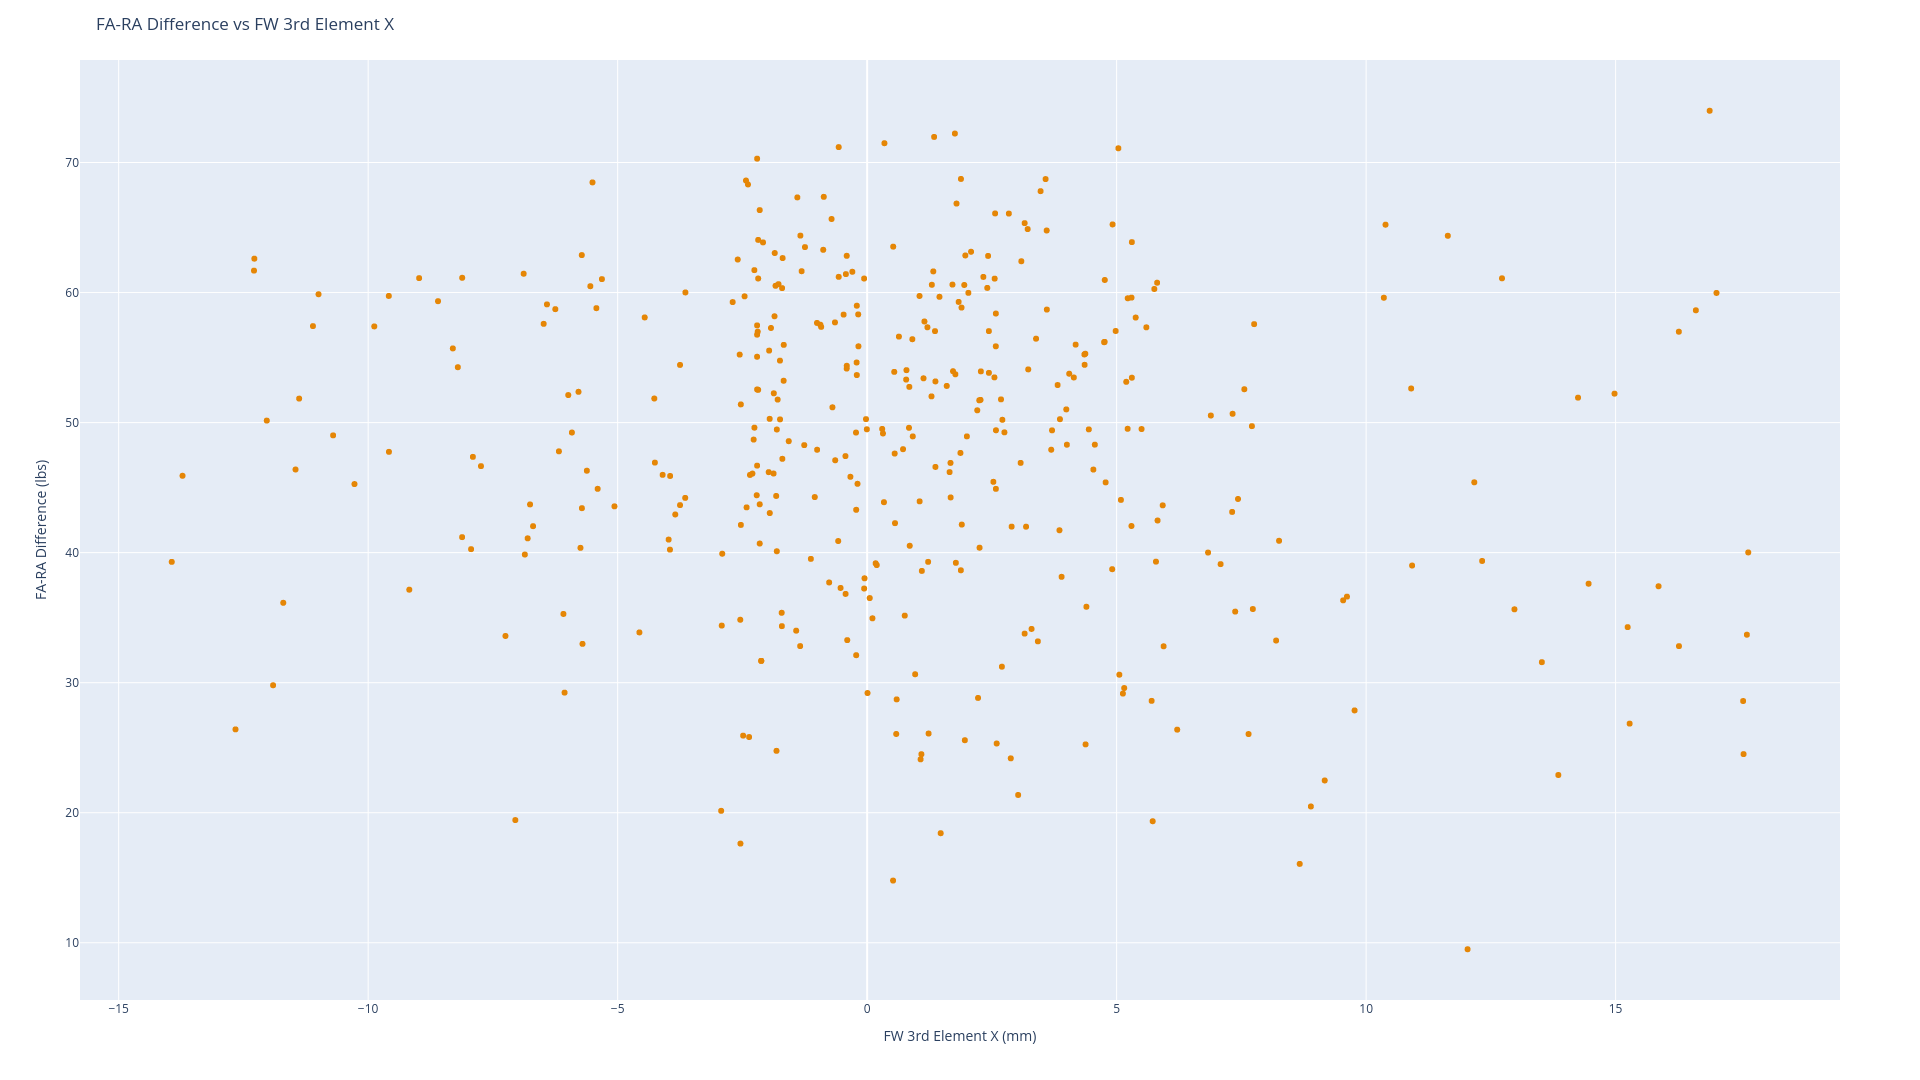 FA-RA Difference vs FW 3rd Element X
70
60
50
40
30
20
10
FA-RA Difference (lbs)
−15 −10 −5 0 5 10 15
FW 3rd Element X (mm)